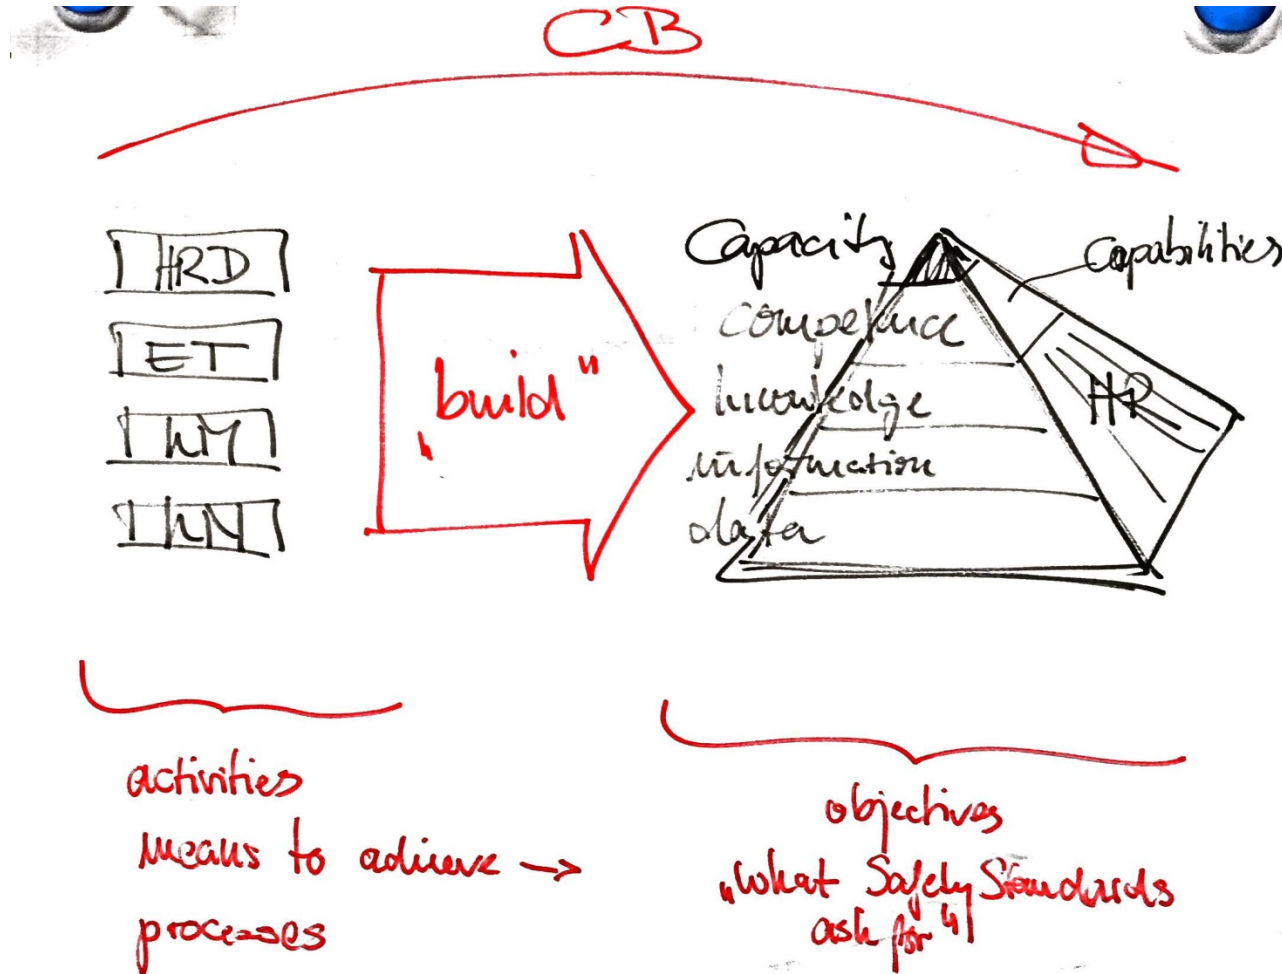 CB
HRD
ET
KM
KN
„build"
Capacity
Capabilities
competence
knowledge
HR
information
data
activities
means to achieve →
processes
objectives
„What Safety Standards
ask for"